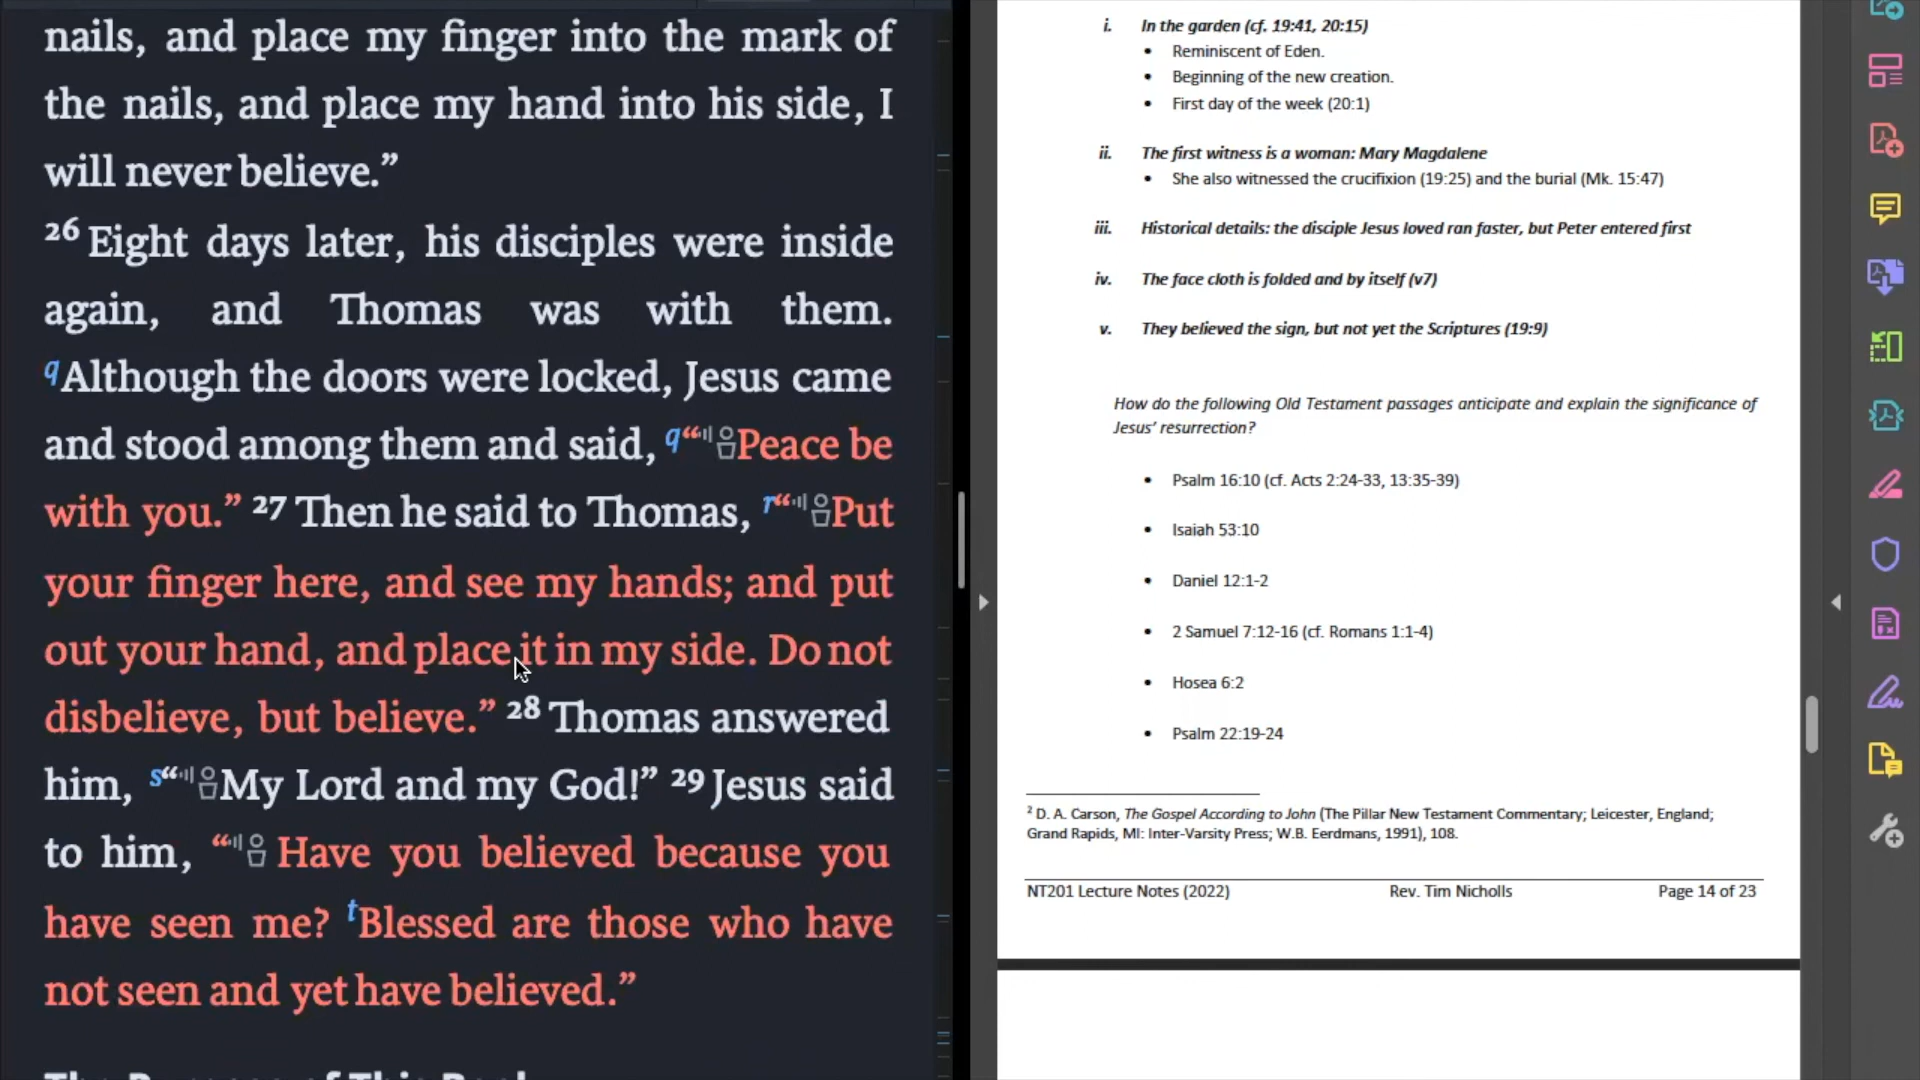 nails, and place my finger into the mark of
the nails, and place my hand into his side, I
will never believe.”
26 Eight days later, his disciples were inside
again, and Thomas was with them.
q Although the doors were locked, Jesus came
and stood among them and said, q “Peace be
with you.” 27 Then he said to Thomas, r “Put
your finger here, and see my hands; and put
out your hand, and place it in my side. Do not
disbelieve, but believe.” 28 Thomas answered
him, s “My Lord and my God!” 29 Jesus said
to him, “Have you believed because you
have seen me? t Blessed are those who have
not seen and yet have believed.”
i. In the garden (cf. 19:41, 20:15)
• Reminiscent of Eden.
• Beginning of the new creation.
• First day of the week (20:1)
ii. The first witness is a woman: Mary Magdalene
• She also witnessed the crucifixion (19:25) and the burial (Mk. 15:47)
iii. Historical details: the disciple Jesus loved ran faster, but Peter entered first
iv. The face cloth is folded and by itself (v7)
v. They believed the sign, but not yet the Scriptures (19:9)
How do the following Old Testament passages anticipate and explain the significance of
Jesus’ resurrection?
• Psalm 16:10 (cf. Acts 2:24-33, 13:35-39)
• Isaiah 53:10
• Daniel 12:1-2
• 2 Samuel 7:12-16 (cf. Romans 1:1-4)
• Hosea 6:2
• Psalm 22:19-24
2 D. A. Carson, The Gospel According to John (The Pillar New Testament Commentary; Leicester, England;
Grand Rapids, MI: Inter-Varsity Press; W.B. Eerdmans, 1991), 108.
NT201 Lecture Notes (2022) Rev. Tim Nicholls Page 14 of 23